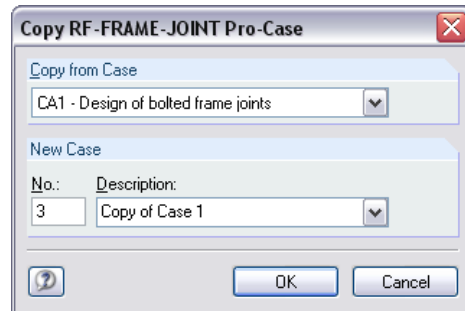 Copy RF-FRAME-JOINT Pro-Case
Copy from Case
CA1 - Design of bolted frame joints
New Case
No.: Description:
3 Copy of Case 1
OK Cancel